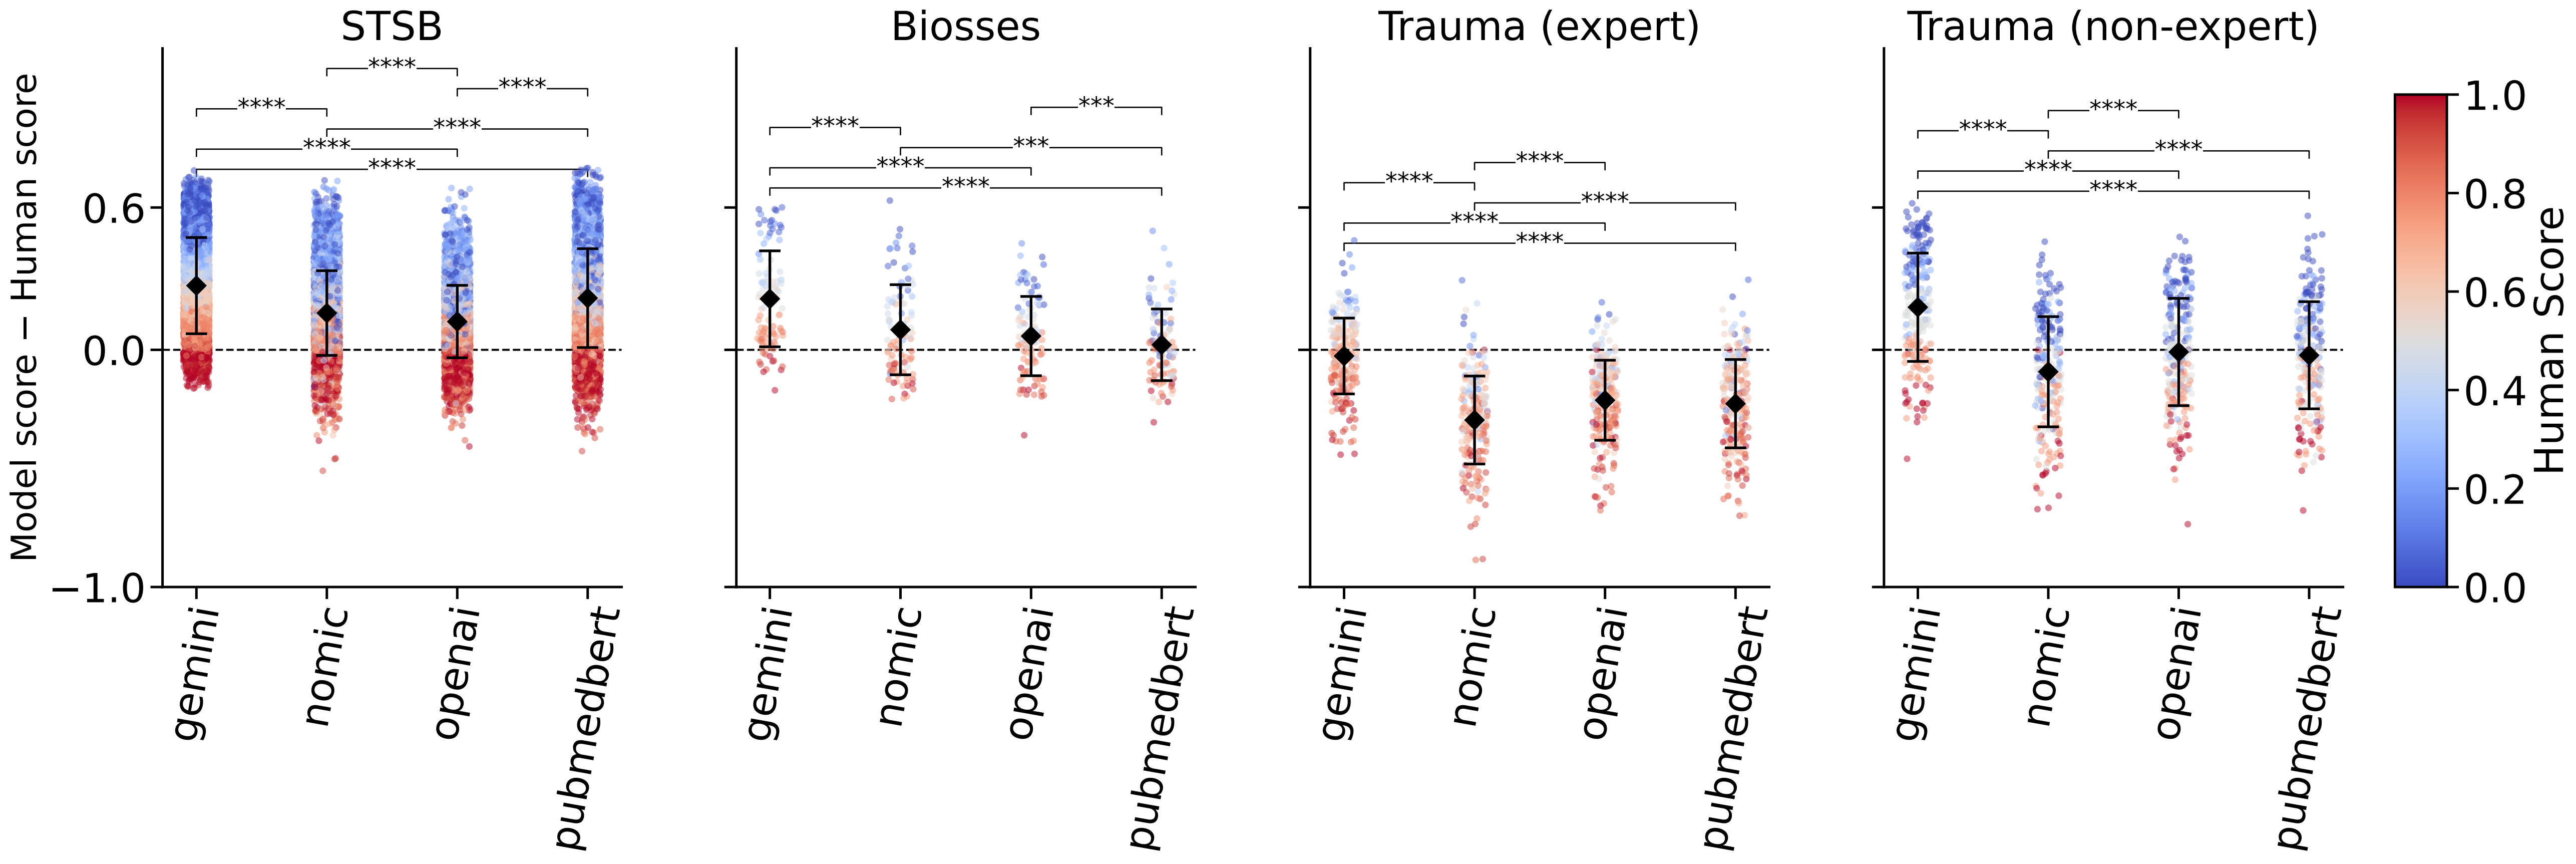 STSB
Biosses
Trauma (expert)
Trauma (non-expert)
Model score − Human score
0.6
0.0
−1.0
****
****
****
****
****
****
gemini
nomic
openai
pubmedbert
***
****
***
****
****
gemini
nomic
openai
pubmedbert
****
****
****
****
****
gemini
nomic
openai
pubmedbert
****
****
****
****
****
gemini
nomic
openai
pubmedbert
1.0
0.8
0.6
0.4
0.2
0.0
Human Score